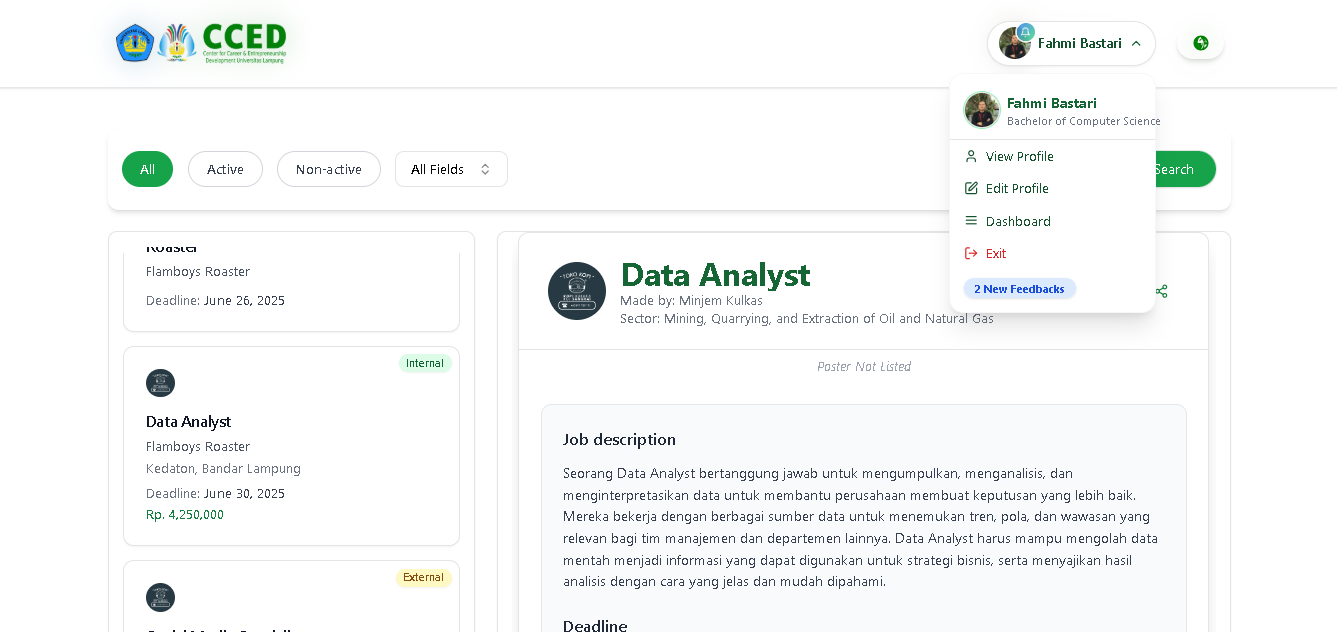 CCED
Center for Career & Entrepreneurship
Development Universitas Lampung
Fahmi Bastari
Fahmi Bastari
Bachelor of Computer Science
View Profile
Edit Profile
Dashboard
Exit
2 New Feedbacks
All
Active
Non-active
All Fields
Search
Roaster
Flamboys Roaster
Deadline: June 26, 2025
Internal
Data Analyst
Flamboys Roaster
Kedaton, Bandar Lampung
Deadline: June 30, 2025
Rp. 4,250,000
External
Data Analyst
Made by: Minjem Kulkas
Sector: Mining, Quarrying, and Extraction of Oil and Natural Gas
Poster Not Listed
Job description
Seorang Data Analyst bertanggung jawab untuk mengumpulkan, menganalisis, dan
menginterpretasikan data untuk membantu perusahaan membuat keputusan yang lebih baik.
Mereka bekerja dengan berbagai sumber data untuk menemukan tren, pola, dan wawasan yang
relevan bagi tim manajemen dan departemen lainnya. Data Analyst harus mampu mengolah data
mentah menjadi informasi yang dapat digunakan untuk strategi bisnis, serta menyajikan hasil
analisis dengan cara yang jelas dan mudah dipahami.
Deadline